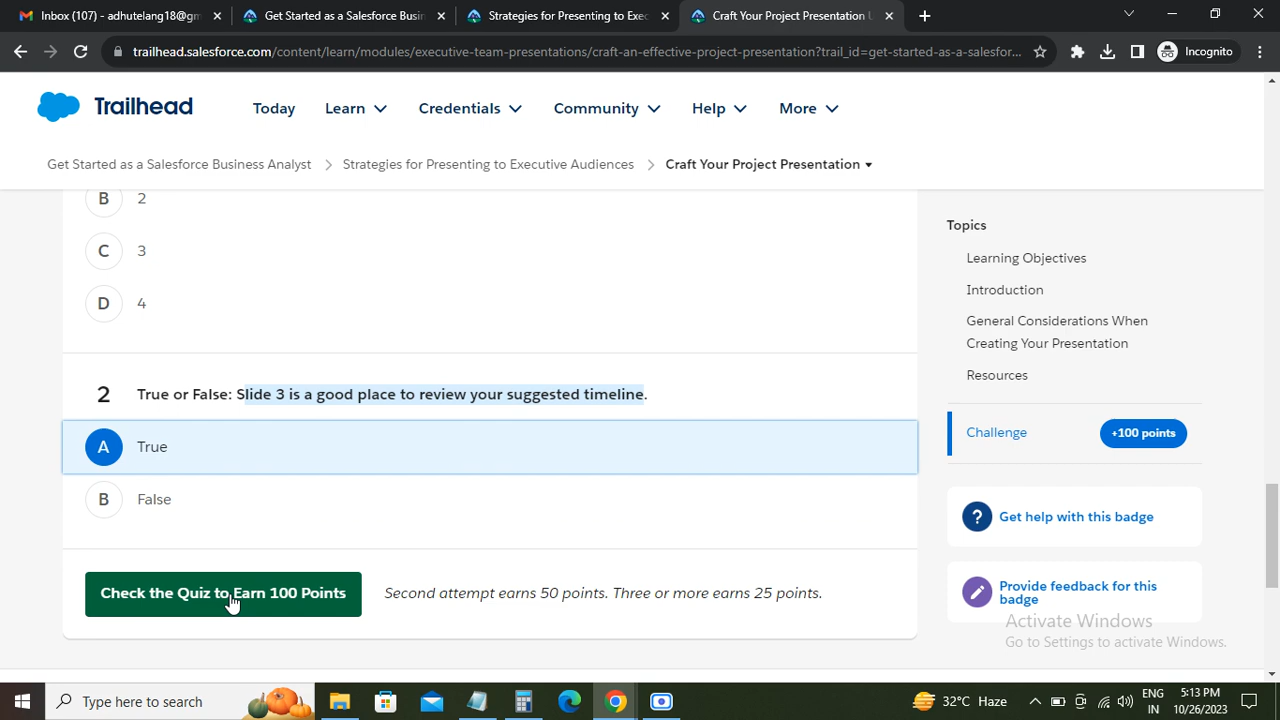 Inbox (107) - adhutelang18@gm
Get Started as a Salesforce Busin
Strategies for Presenting to Exec
Craft Your Project Presentation U
trailhead.salesforce.com/content/learn/modules/executive-team-presentations/craft-an-effective-project-presentation?trail_id=get-started-as-a-salesfor...
Incognito
Trailhead
Today
Learn
Credentials
Community
Help
More
Get Started as a Salesforce Business Analyst
Strategies for Presenting to Executive Audiences
Craft Your Project Presentation
B 2
C 3
D 4
2 True or False: Slide 3 is a good place to review your suggested timeline.
A True
B False
Check the Quiz to Earn 100 Points
Second attempt earns 50 points. Three or more earns 25 points.
Topics
Learning Objectives
Introduction
General Considerations When
Creating Your Presentation
Resources
Challenge
+100 points
? Get help with this badge
Provide feedback for this
badge
Activate Windows
Go to Settings to activate Windows.
Type here to search
32°C Haze
ENG
IN
5:13 PM
10/26/2023